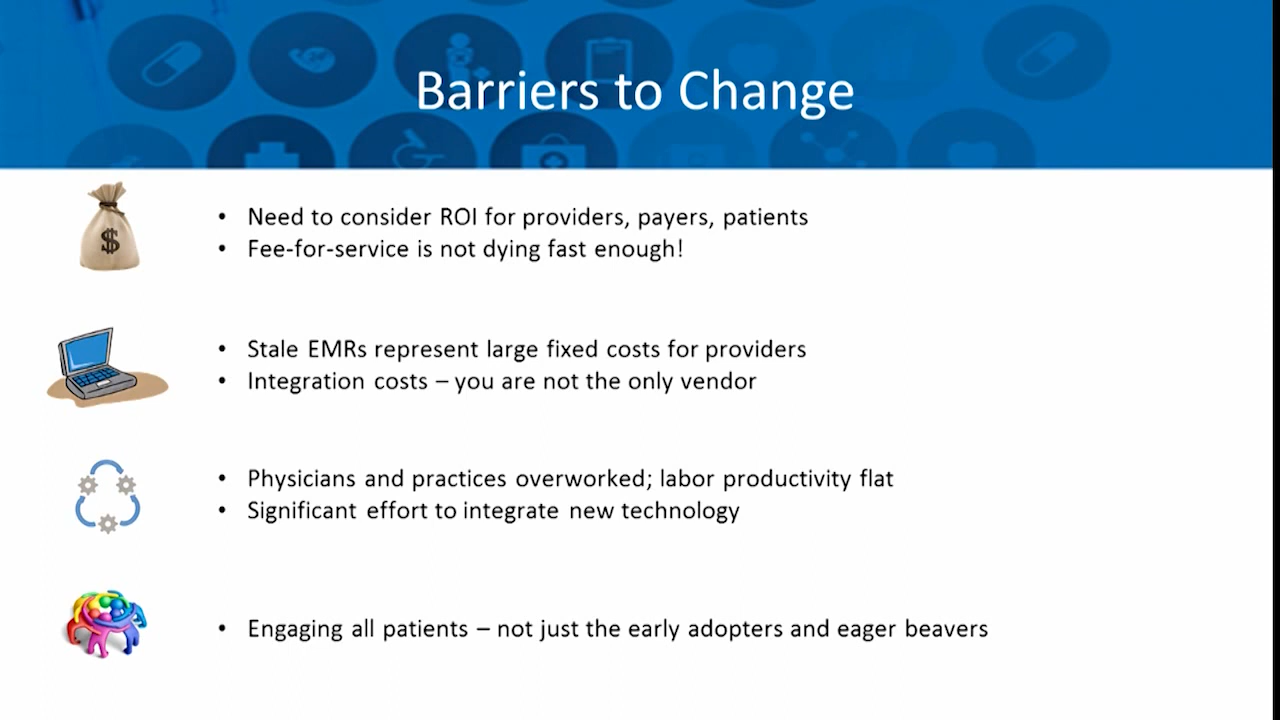 Barriers to Change
$
• Need to consider ROI for providers, payers, patients
• Fee-for-service is not dying fast enough!
• Stale EMRs represent large fixed costs for providers
• Integration costs – you are not the only vendor
• Physicians and practices overworked; labor productivity flat
• Significant effort to integrate new technology
• Engaging all patients – not just the early adopters and eager beavers